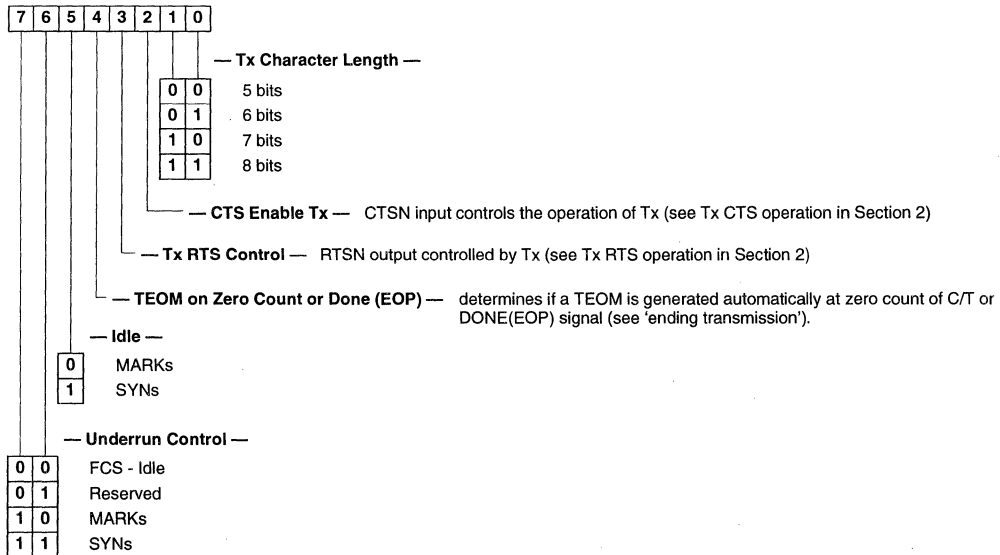 7 6 5 4 3 2 1 0
— Tx Character Length —
0 0 5 bits
0 1 6 bits
1 0 7 bits
1 1 8 bits
— CTS Enable Tx — CTSN input controls the operation of Tx (see Tx CTS operation in Section 2)
— Tx RTS Control — RTSN output controlled by Tx (see Tx RTS operation in Section 2)
— TEOM on Zero Count or Done (EOP) — determines if a TEOM is generated automatically at zero count of C/T or
DONE(EOP) signal (see 'ending transmission').
— Idle —
0 MARKs
1 SYNs
— Underrun Control —
0 0 FCS - Idle
0 1 Reserved
1 0 MARKs
1 1 SYNs